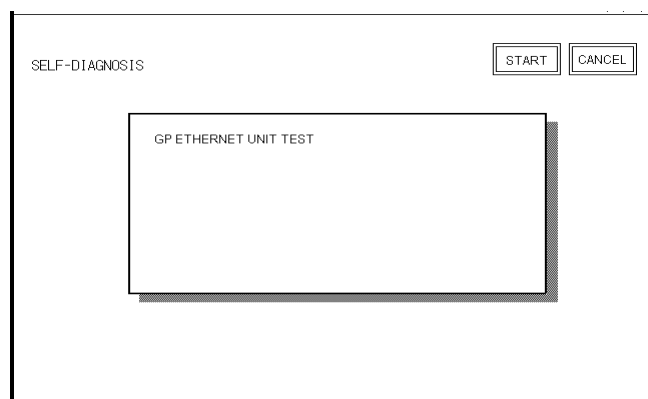 SELF-DIAGNOSIS
START
CANCEL
GP ETHERNET UNIT TEST